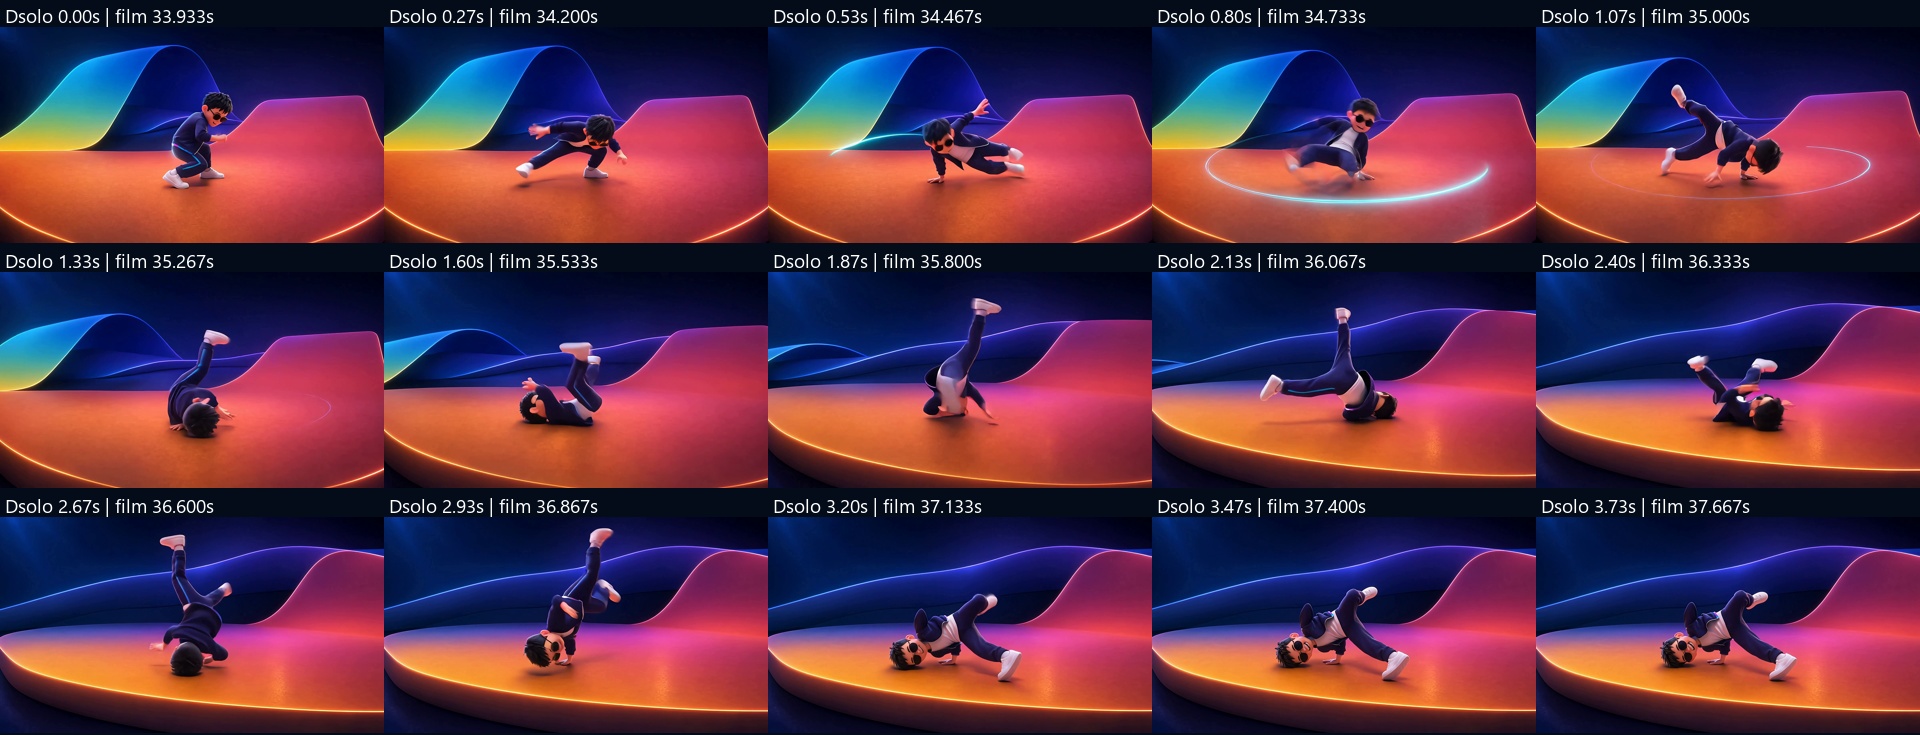 Dsolo 0.00s | film 33.933s
Dsolo 0.27s | film 34.200s
Dsolo 0.53s | film 34.467s
Dsolo 0.80s | film 34.733s
Dsolo 1.07s | film 35.000s
Dsolo 1.33s | film 35.267s
Dsolo 1.60s | film 35.533s
Dsolo 1.87s | film 35.800s
Dsolo 2.13s | film 36.067s
Dsolo 2.40s | film 36.333s
Dsolo 2.67s | film 36.600s
Dsolo 2.93s | film 36.867s
Dsolo 3.20s | film 37.133s
Dsolo 3.47s | film 37.400s
Dsolo 3.73s | film 37.667s